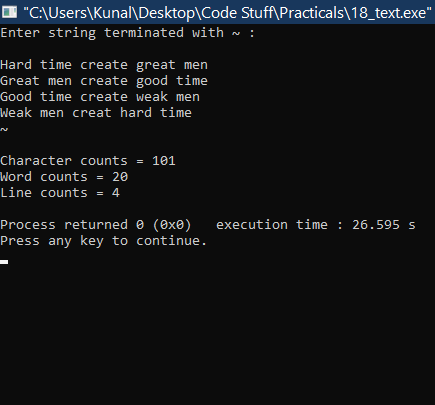 "C:\Users\Kunal\Desktop\Code Stuff\Practicals\18_text.exe"
Enter string terminated with ~ :
Hard time create great men
Great men create good time
Good time create weak men
Weak men creat hard time
~
Character counts = 101
Word counts = 20
Line counts = 4
Process returned 0 (0x0)   execution time : 26.595 s
Press any key to continue.